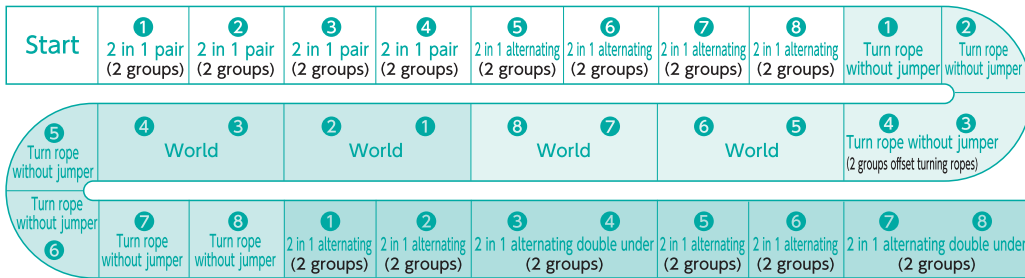 Start
1
2 in 1 pair
(2 groups)
2
2 in 1 pair
(2 groups)
3
2 in 1 pair
(2 groups)
4
2 in 1 pair
(2 groups)
5
2 in 1 alternating
(2 groups)
6
2 in 1 alternating
(2 groups)
7
2 in 1 alternating
(2 groups)
8
2 in 1 alternating
(2 groups)
1
Turn rope
without jumper
2
Turn rope
without jumper
4 3
Turn rope without jumper
(2 groups offset turning ropes)
6 5
World
8 7
World
2 1
World
4 3
World
5
Turn rope
without jumper
Turn rope
without jumper
6
7
Turn rope
without jumper
8
Turn rope
without jumper
1
2 in 1 alternating
(2 groups)
2
2 in 1 alternating
(2 groups)
3 4
2 in 1 alternating double under
(2 groups)
5
2 in 1 alternating
(2 groups)
6
2 in 1 alternating
(2 groups)
7 8
2 in 1 alternating double under
(2 groups)